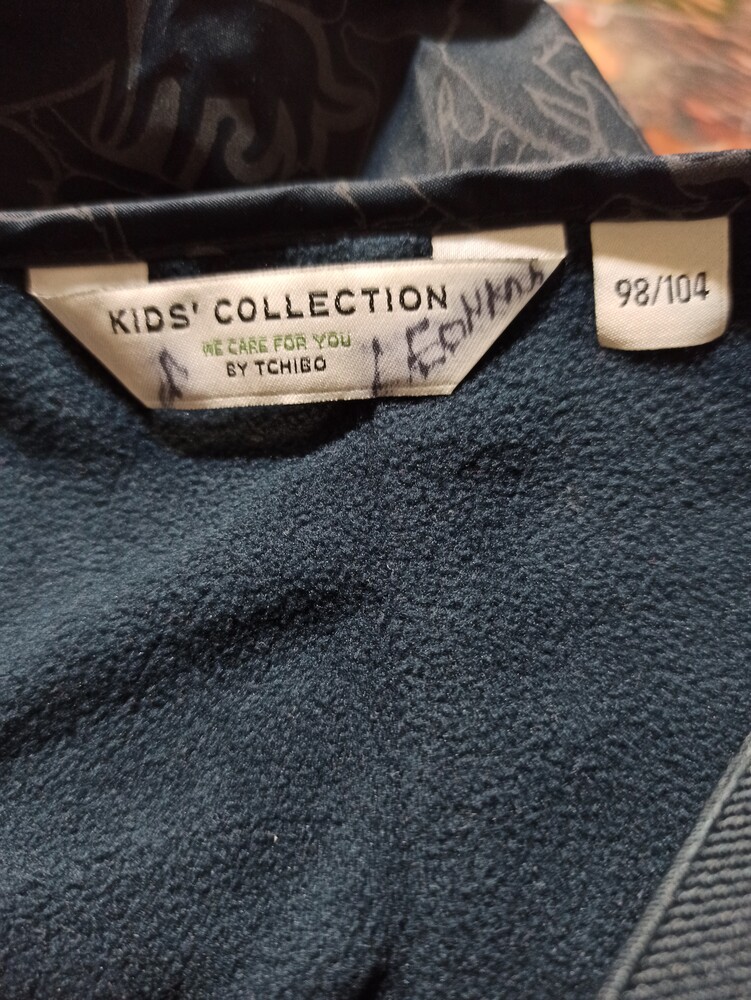 KIDS' COLLECTION
WE CARE FOR YOU
BY TCHIBO
98/104